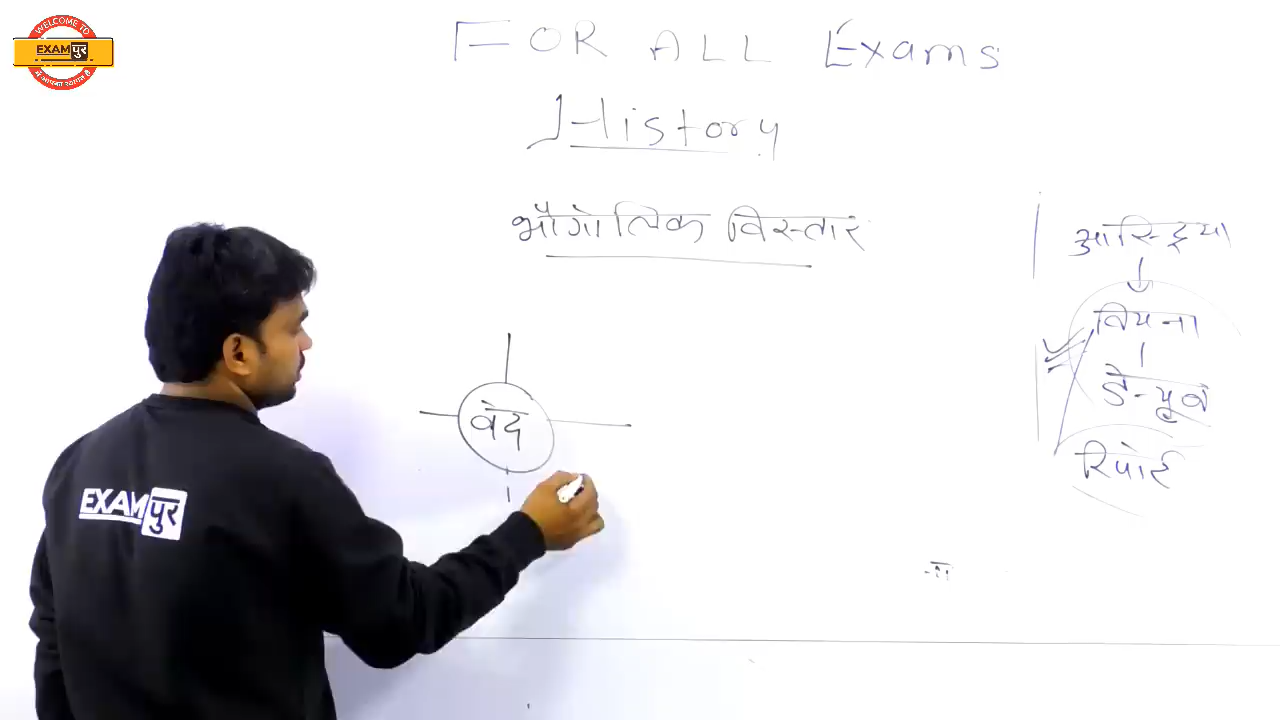 WELCOME TO
EXAMपुर
FOR ALL Exams
History
भौगोलिक विस्तार
वेद
आस्ट्रिया
वियना
डेन्यूब
रिपोर्ट
EXAMपुर